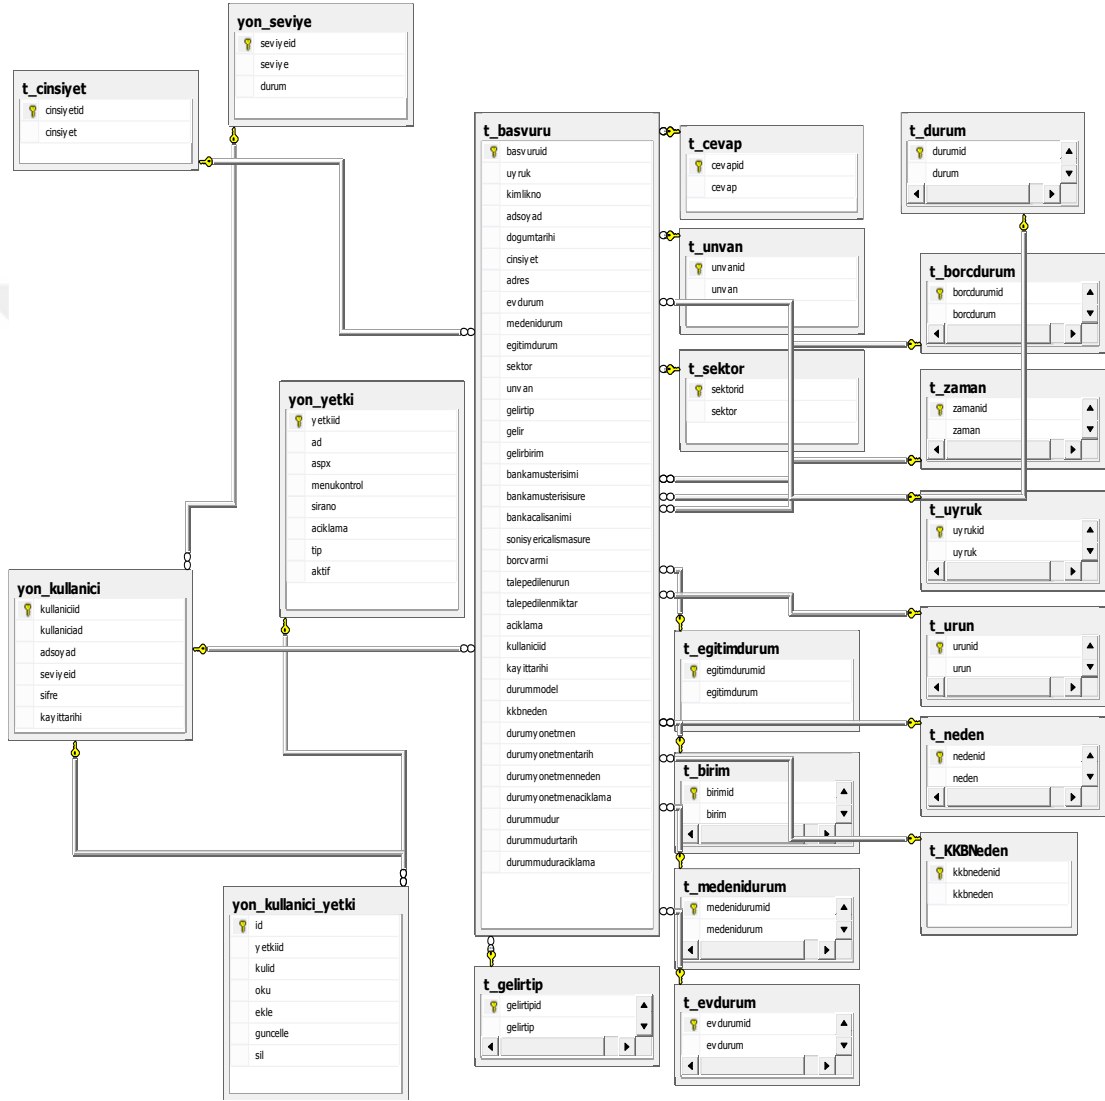 yon_seviye
seviyeid
seviye
durum
t_cinsiyet
cinsiyetid
cinsiyet
t_basvuru
basvuruid
uyruk
kimlikno
adsoyad
dogumtarihi
cinsiyet
adres
evdurum
medenidurum
egitimdurum
sektor
unvan
gelirtip
gelir
gelirbirim
bankamusterisimi
bankamusterisisure
bankacalisanimi
sonisyericalismasure
borcvarmi
talepedilenurun
talepedilenmiktar
aciklama
kullaniciid
kayittarihi
durummodel
kkbneden
durumyonetmen
durumyonetmentarih
durumyonetmenneden
durumyonetmenaciklama
durummudur
durummudurtarih
durummuduraciklama
t_cevap
cevapid
cevap
t_durum
durumid
durum
t_unvan
unvanid
unvan
t_borcdurum
borcdurumid
borcdurum
t_sektor
sektorid
sektor
t_zaman
zamanid
zaman
yon_yetki
yetkiid
ad
aspx
menukontrol
sirano
aciklama
tip
aktif
t_uyruk
uyrukid
uyruk
yon_kullanici
kullaniciid
kullaniciad
adsoyad
seviyeid
sifre
kayittarihi
t_egitimdurum
egitimdurumid
egitimdurum
t_urun
urunid
urun
t_birim
birimid
birim
t_neden
nedenid
neden
t_KKBNeden
kkbnedenid
kkbneden
t_medenidurum
medenidurumid
medenidurum
yon_kullanici_yetki
id
yetkiid
kulid
oku
ekle
guncelle
sil
t_gelirtip
gelirtipid
gelirtip
t_evdurum
evdurumid
evdurum